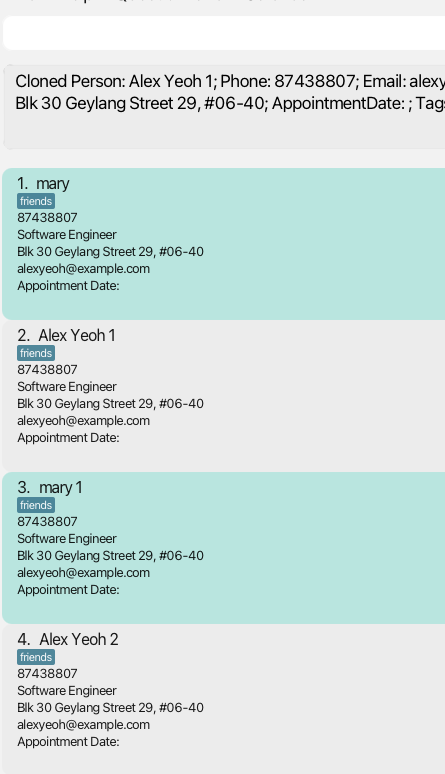 Cloned Person: Alex Yeoh 1; Phone: 87438807; Email: alexy
Blk 30 Geylang Street 29, #06-40; AppointmentDate: ; Tag
1. mary
friends
87438807
Software Engineer
Blk 30 Geylang Street 29, #06-40
alexyeoh@example.com
Appointment Date:
2. Alex Yeoh 1
friends
87438807
Software Engineer
Blk 30 Geylang Street 29, #06-40
alexyeoh@example.com
Appointment Date:
3. mary 1
friends
87438807
Software Engineer
Blk 30 Geylang Street 29, #06-40
alexyeoh@example.com
Appointment Date:
4. Alex Yeoh 2
friends
87438807
Software Engineer
Blk 30 Geylang Street 29, #06-40
alexyeoh@example.com
Appointment Date: